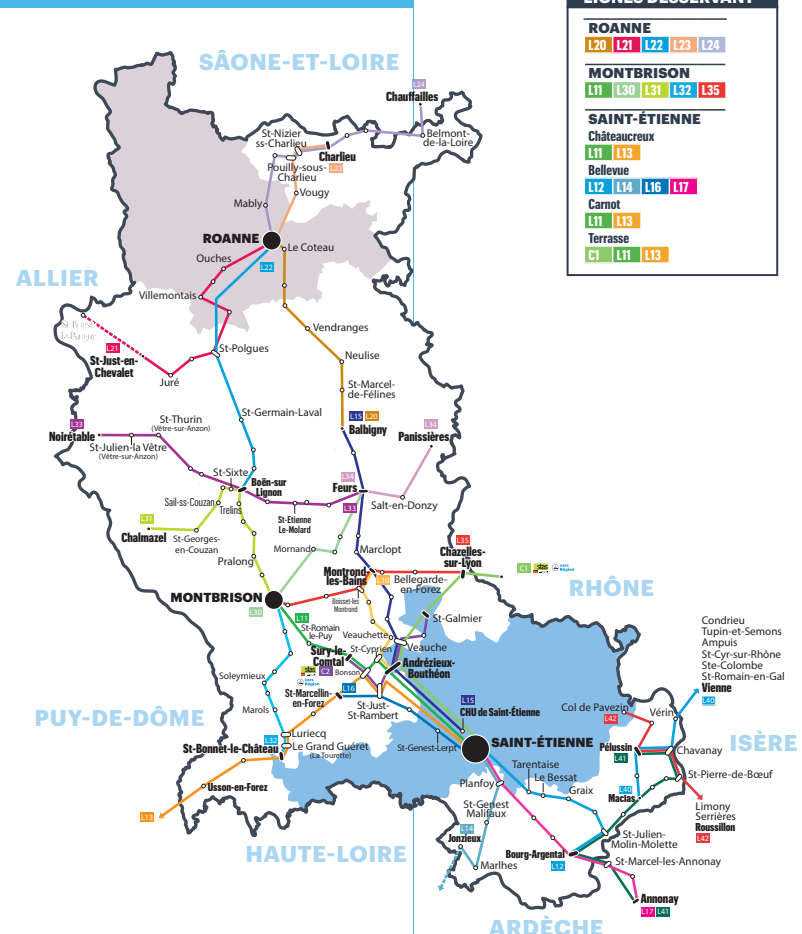 LIGNES DESSERVANT
ROANNE
L20 L21 L22 L23 L24
MONTBRISON
L11 L30 L31 L32 L35
SAINT-ÉTIENNE
Châteaucreux
L11 L13
Bellevue
L12 L14 L16 L17
Carnot
L11 L13
Terrasse
C1 L11 L13
SÂONE-ET-LOIRE
L24
Chauffailles
St-Nizier
ss-Charlieu
Belmont-
de-la-Loire
Charlieu
L23
Pouilly-sous-
Charlieu
Vougy
Mably
ROANNE
Le Coteau
Ouches
L22
ALLIER
Villemontais
Vendranges
L21
St-Just-en-
Chevalet
St-Polgues
Neulise
Juré
St-Marcel-
de-Félines
L15 L20
Balbigny
St-Germain-Laval
L33
Noirétable
St-Thurin
(Vêtre-sur-Anzon)
St-Julien-la Vêtre
(Vêtre-sur-Anzon)
L34
Panissières
St-Sixte
Boën-sur
Lignon
L34
Feurs
L33
Sail-ss-Couzan
Trelins
Salt-en-Donzy
L31
Chalmazel
St-Georges-
en-Couzan
St-Etienne
Le-Molard
Mornand
Marclopt
L35
Chazelles-
sur-Lyon
Pralong
Montrond
les-Bains
L10
Bellegarde-
en-Forez
C1
RHÔNE
MONTBRISON
L30
Boisset-les
Montrond
L11
St-Romain
le-Puy
St-Galmier
Veauchette
Veauche
Sury-le-
Comtal
St-Cyprien
C2
Bonson
Andrézieux-
Bouthéon
Soleymieux
St-Marcellin-
en-Forez
L16
L15
CHU de Saint-Étienne
Marols
St-Just-
St-Rambert
PUY-DE-DÔME
L32
Luriecq
St-Bonnet-le-Château
Le Grand Guéret
(La Tourette)
St-Genest-Lerpt
SAINT-ÉTIENNE
Usson-en-Forez
L13
HAUTE-LOIRE
Planfoy
Tarentaise
Le Bessat
Graix
St-Genest
Malifaux
L14
Jonzieux
Marlhes
Bourg-Argental
L12
Condrieu
Tupin-et-Semons
Ampuis
St-Cyr-sur-Rhône
Ste-Colombe
St-Romain-en-Gal
Vienne
L40
Col de Pavezin
L42
Vérin
ISÈRE
Pélussin
L41
Chavanay
L40
Maclas
St-Pierre-de-Bœuf
Limony
Serrières
Roussillon
L42
St-Julien-
Molin-Molette
St-Marcel-les-Annonay
Annonay
L17 L41
ARDÈCHE